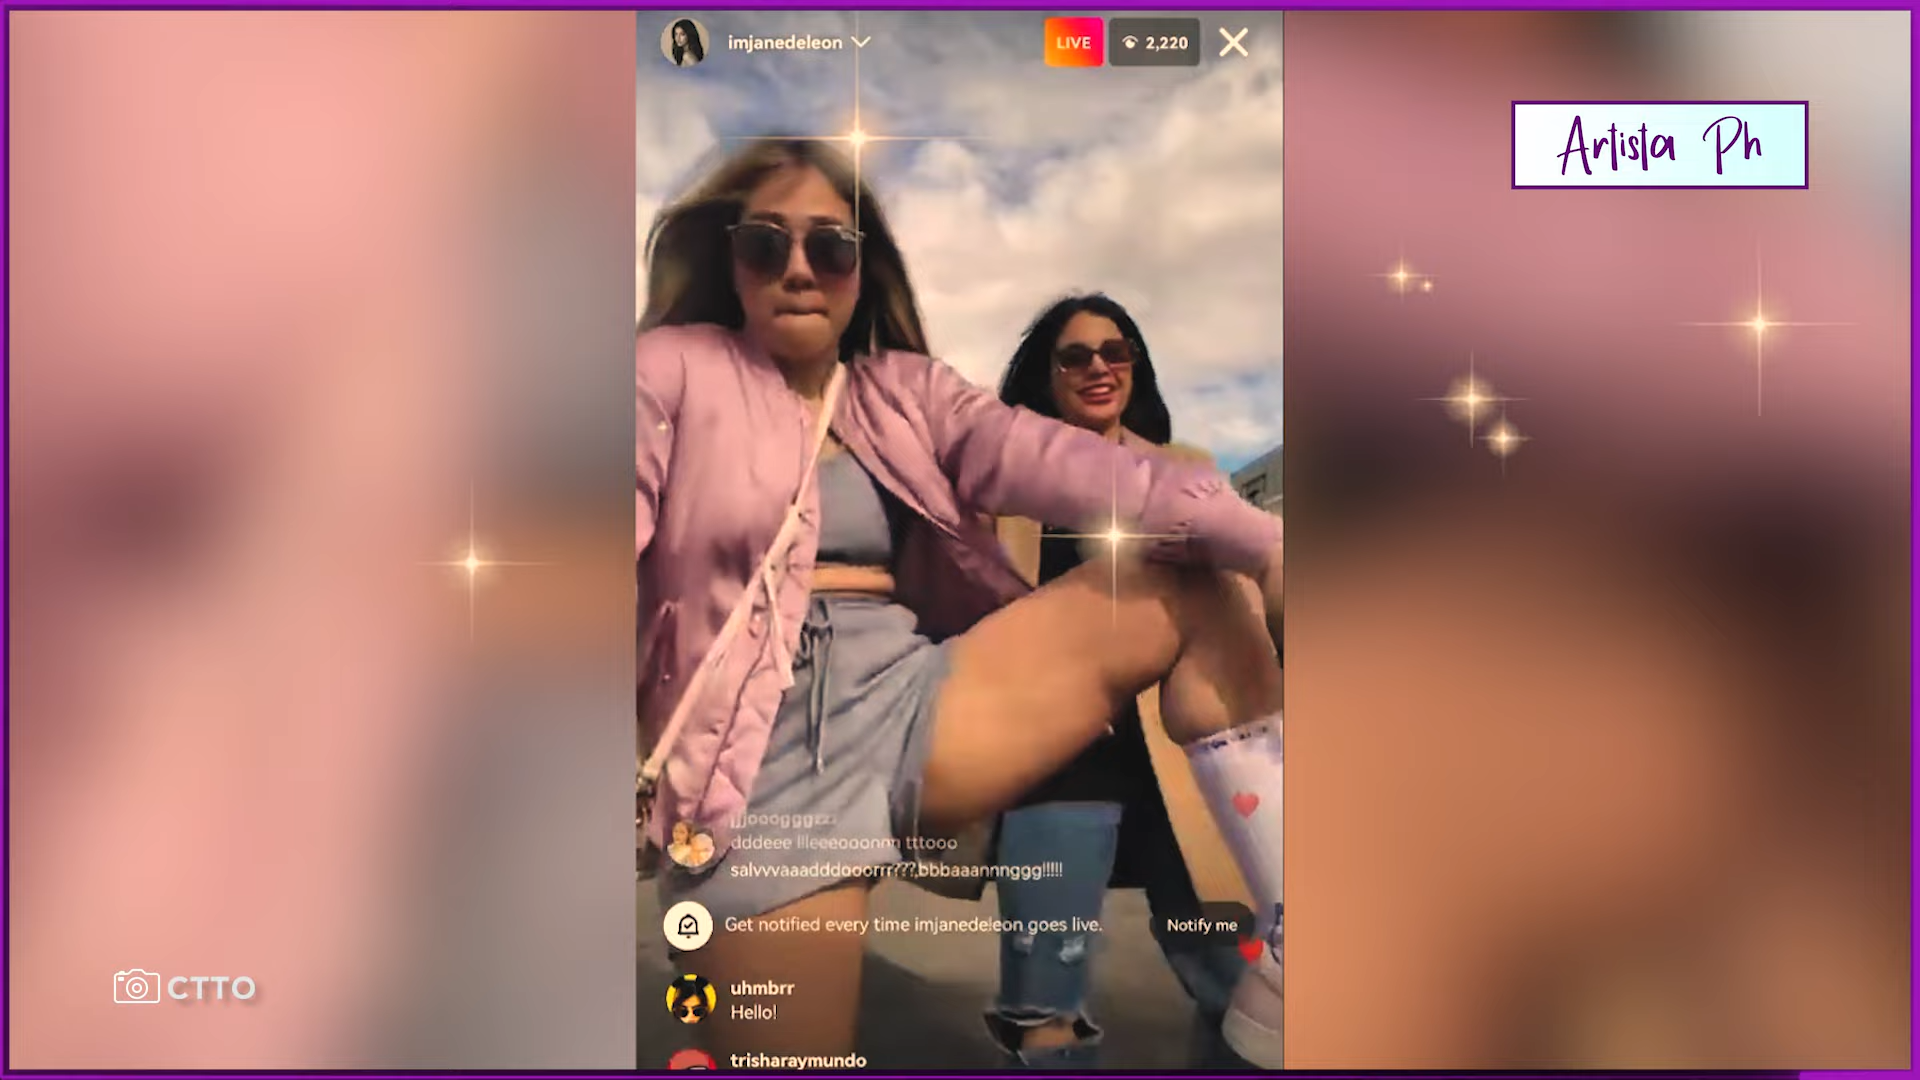 imjanedeleon
LIVE
2,220
Artista Ph
jjjooogggzzz
dddeee llleeeooonnn tttooo
salvvvaaadddooorrr???,bbbaaannnggg!!!!!
Get notified every time imjanedeleon goes live.
Notify me
CTTO
uhmbrr
Hello!
trisharaymundo